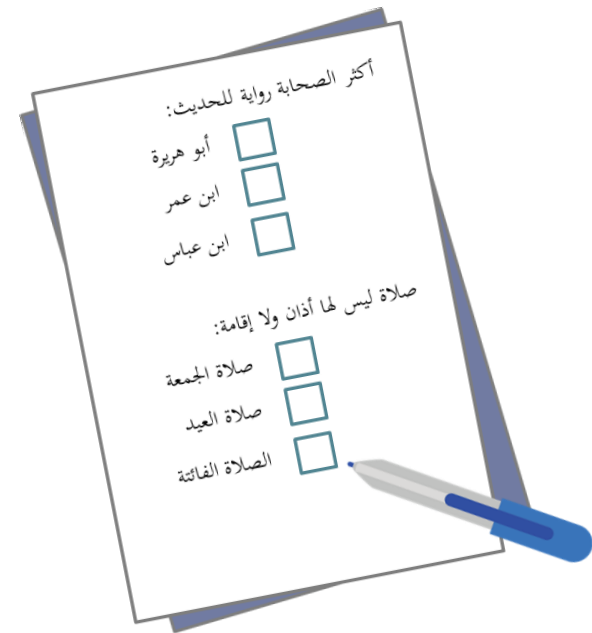 أكثر الصحابة رواية للحديث:
أبو هريرة
ابن عمر
ابن عباس
صلاة ليس لها أذان ولا إقامة:
صلاة الجمعة
صلاة العيد
الصلاة الفائتة